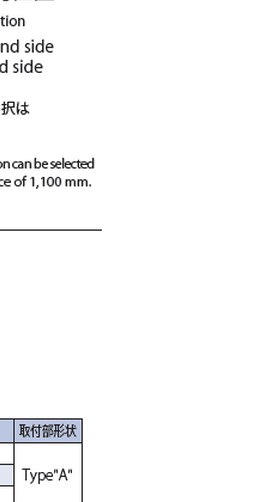 tion
nd side
d side
択は
on can be selected
ce of 1,100 mm.
取付部形状
Type"A"